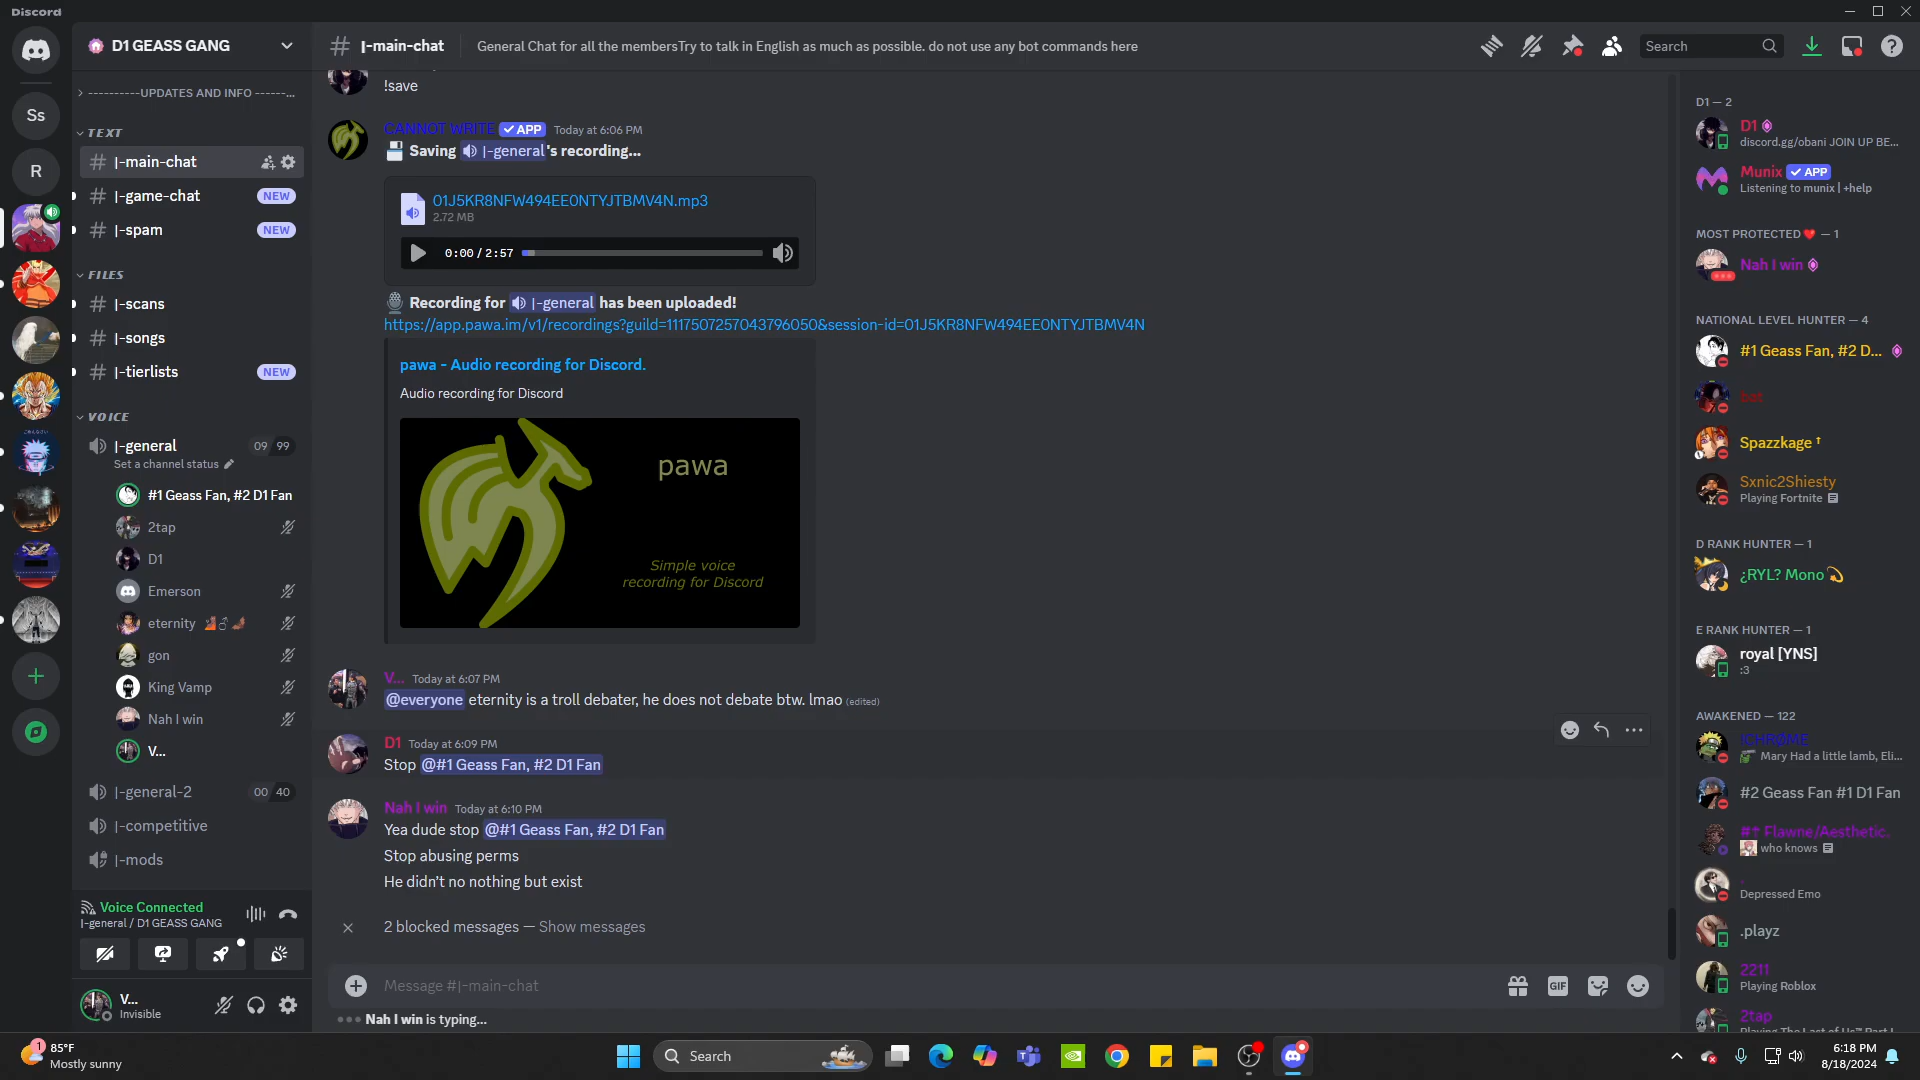 Discord
D1 GEASS GANG
|-main-chat
General Chat for all the membersTry to talk in English as much as possible. do not use any bot commands here
Search
----------UPDATES AND INFO ------...
TEXT
|-main-chat
|-game-chat NEW
|-spam NEW
FILES
|-scans
|-songs
|-tierlists NEW
VOICE
|-general 09 99
Set a channel status
#1 Geass Fan, #2 D1 Fan
2tap
D1
Emerson
eternity
gon
King Vamp
Nah I win
V...
|-general-2 00 40
|-competitive
|-mods
Voice Connected
|-general / D1 GEASS GANG
V...
Invisible
Ss
R
!save
CANNOT WRITE APP Today at 6:06 PM
Saving |-general's recording...
01J5KR8NFW494EE0NTYJTBMV4N.mp3
2.72 MB
0:00 / 2:57
Recording for |-general has been uploaded!
https://app.pawa.im/v1/recordings?guild=1117507257043796050&session-id=01J5KR8NFW494EE0NTYJTBMV4N
pawa - Audio recording for Discord.
Audio recording for Discord
pawa
Simple voice
recording for Discord
V... Today at 6:07 PM
@everyone eternity is a troll debater, he does not debate btw. lmao (edited)
D1 Today at 6:09 PM
Stop @#1 Geass Fan, #2 D1 Fan
Nah I win Today at 6:10 PM
Yea dude stop @#1 Geass Fan, #2 D1 Fan
Stop abusing perms
He didn't no nothing but exist
2 blocked messages — Show messages
Message #|-main-chat
GIF
Nah I win is typing...
D1 — 2
D1
discord.gg/obani JOIN UP BE...
Munix APP
Listening to munix | +help
MOST PROTECTED❤️ — 1
Nah I win
NATIONAL LEVEL HUNTER — 4
#1 Geass Fan, #2 D...
bat
Spazzkage ↑
Sxnic2Shiesty
Playing Fortnite
D RANK HUNTER — 1
¿RYL? Mono💫
E RANK HUNTER — 1
royal [YNS]
:3
AWAKENED — 122
Mary Had a little lamb, Eli...
#2 Geass Fan #1 D1 Fan
#† Flawne/Aesthetic.
who knows
.
Depressed Emo
.playz
2211
Playing Roblox
2tap
Playing The Last of Us™ Part I
1
85°F
Mostly sunny
Search
6:18 PM
8/18/2024